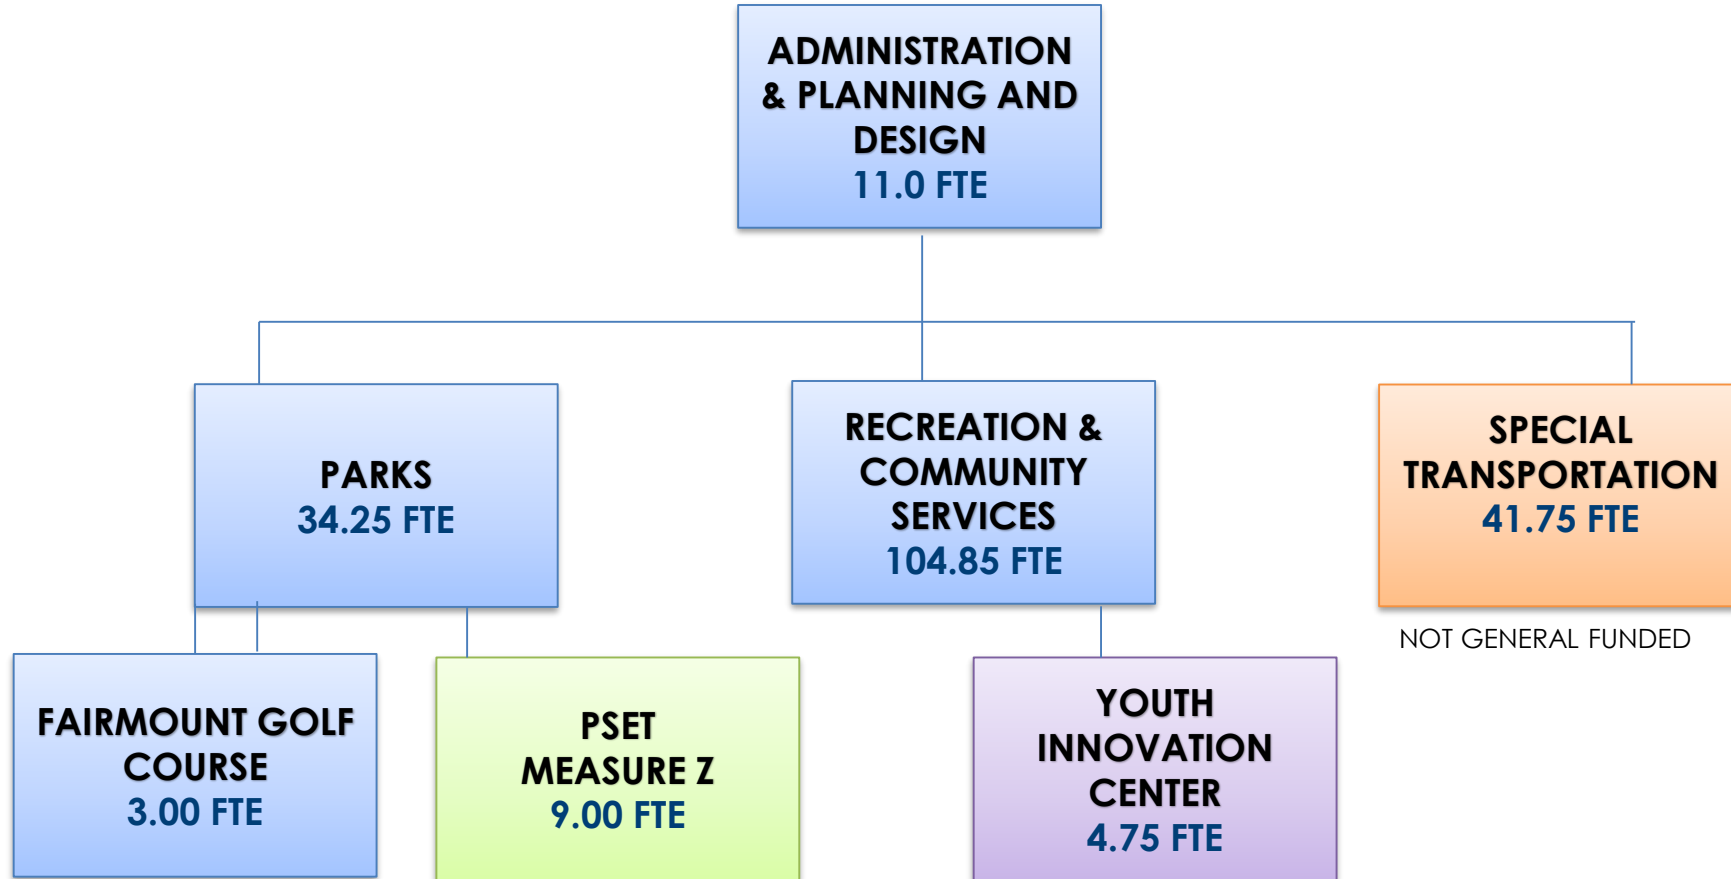 ADMINISTRATION
& PLANNING AND
DESIGN
11.0 FTE
PARKS
34.25 FTE
RECREATION &
COMMUNITY
SERVICES
104.85 FTE
SPECIAL
TRANSPORTATION
41.75 FTE
NOT GENERAL FUNDED
FAIRMOUNT GOLF
COURSE
3.00 FTE
PSET
MEASURE Z
9.00 FTE
YOUTH
INNOVATION
CENTER
4.75 FTE